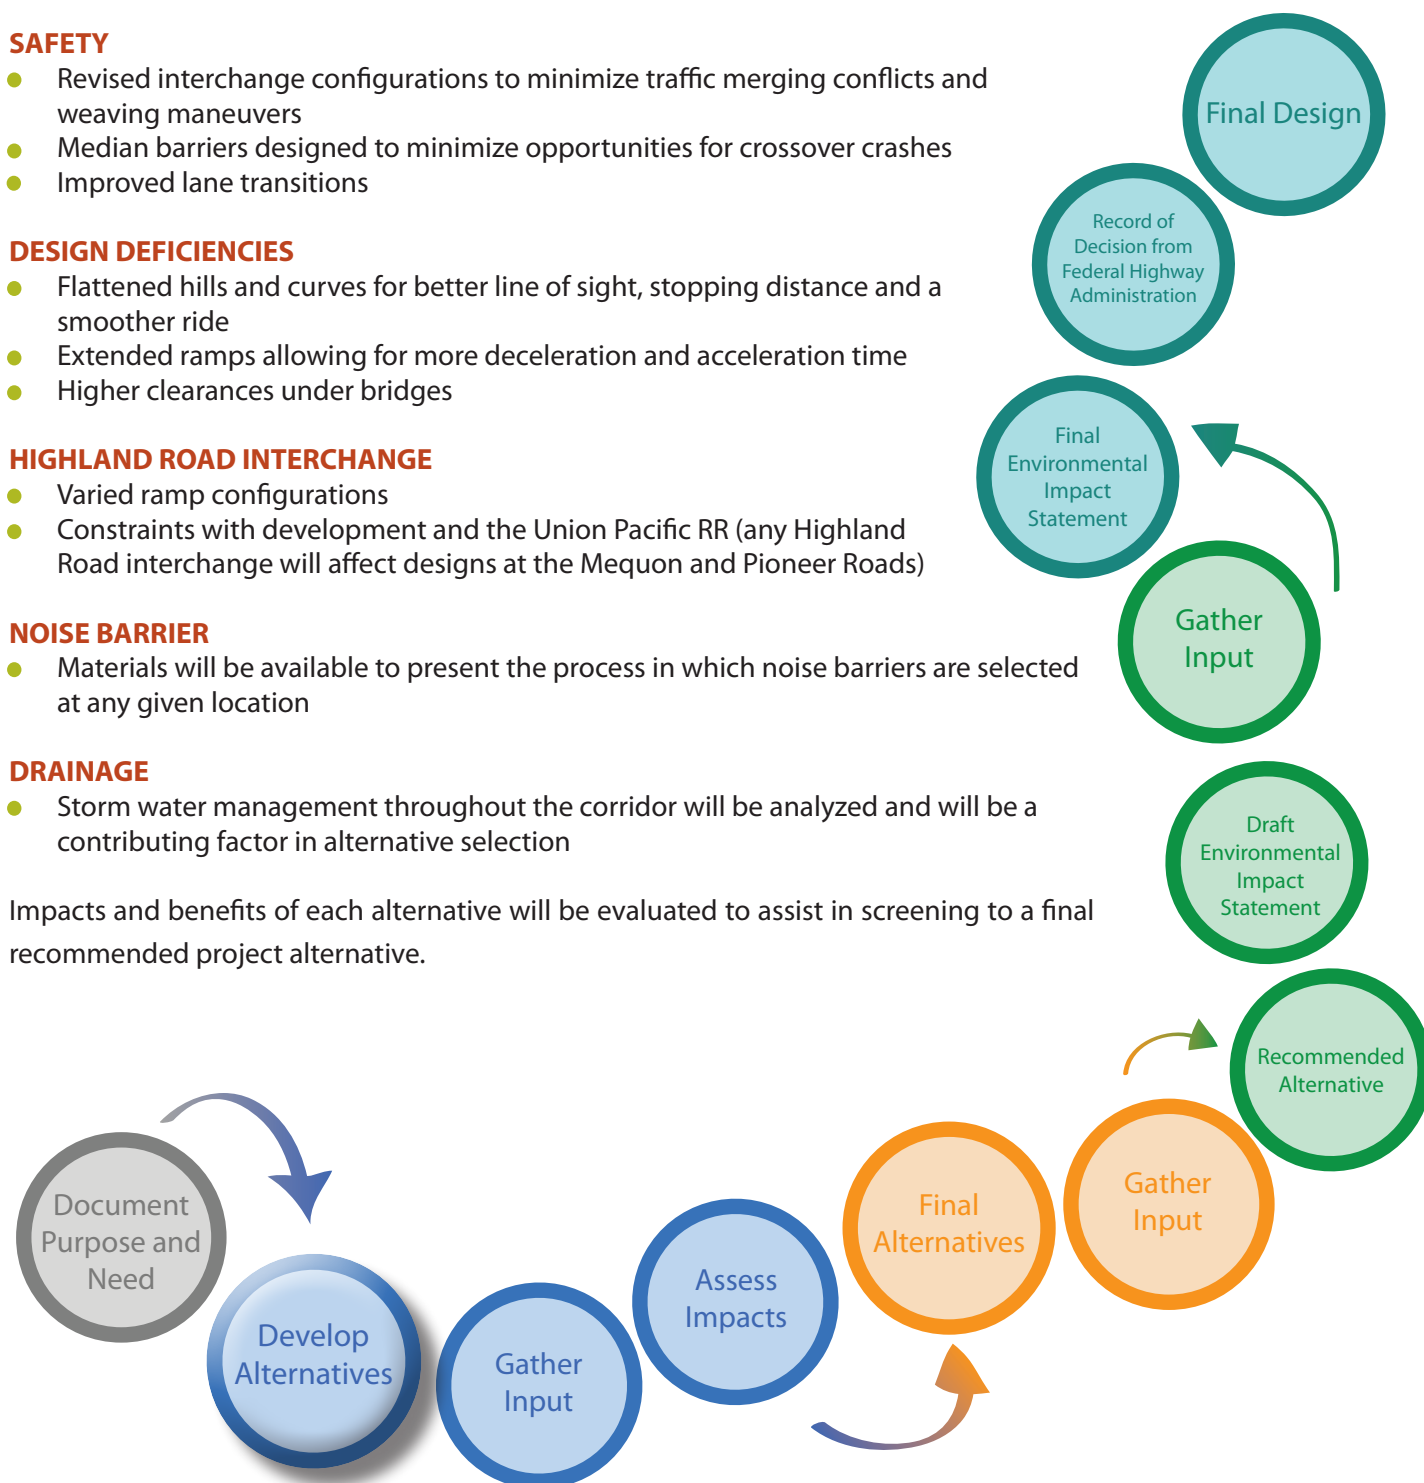 SAFETY
Revised interchange configurations to minimize traffic merging conflicts and
weaving maneuvers
Median barriers designed to minimize opportunities for crossover crashes
Improved lane transitions
DESIGN DEFICIENCIES
Flattened hills and curves for better line of sight, stopping distance and a
smoother ride
Extended ramps allowing for more deceleration and acceleration time
Higher clearances under bridges
HIGHLAND ROAD INTERCHANGE
Varied ramp configurations
Constraints with development and the Union Pacific RR (any Highland
Road interchange will affect designs at the Mequon and Pioneer Roads)
NOISE BARRIER
Materials will be available to present the process in which noise barriers are selected
at any given location
DRAINAGE
Storm water management throughout the corridor will be analyzed and will be a
contributing factor in alternative selection
Impacts and benefits of each alternative will be evaluated to assist in screening to a final
recommended project alternative.
Document
Purpose and
Need
Develop
Alternatives
Gather
Input
Assess
Impacts
Final
Alternatives
Gather
Input
Recommended
Alternative
Draft
Environmental
Impact
Statement
Gather
Input
Final
Environmental
Impact
Statement
Record of
Decision from
Federal Highway
Administration
Final Design